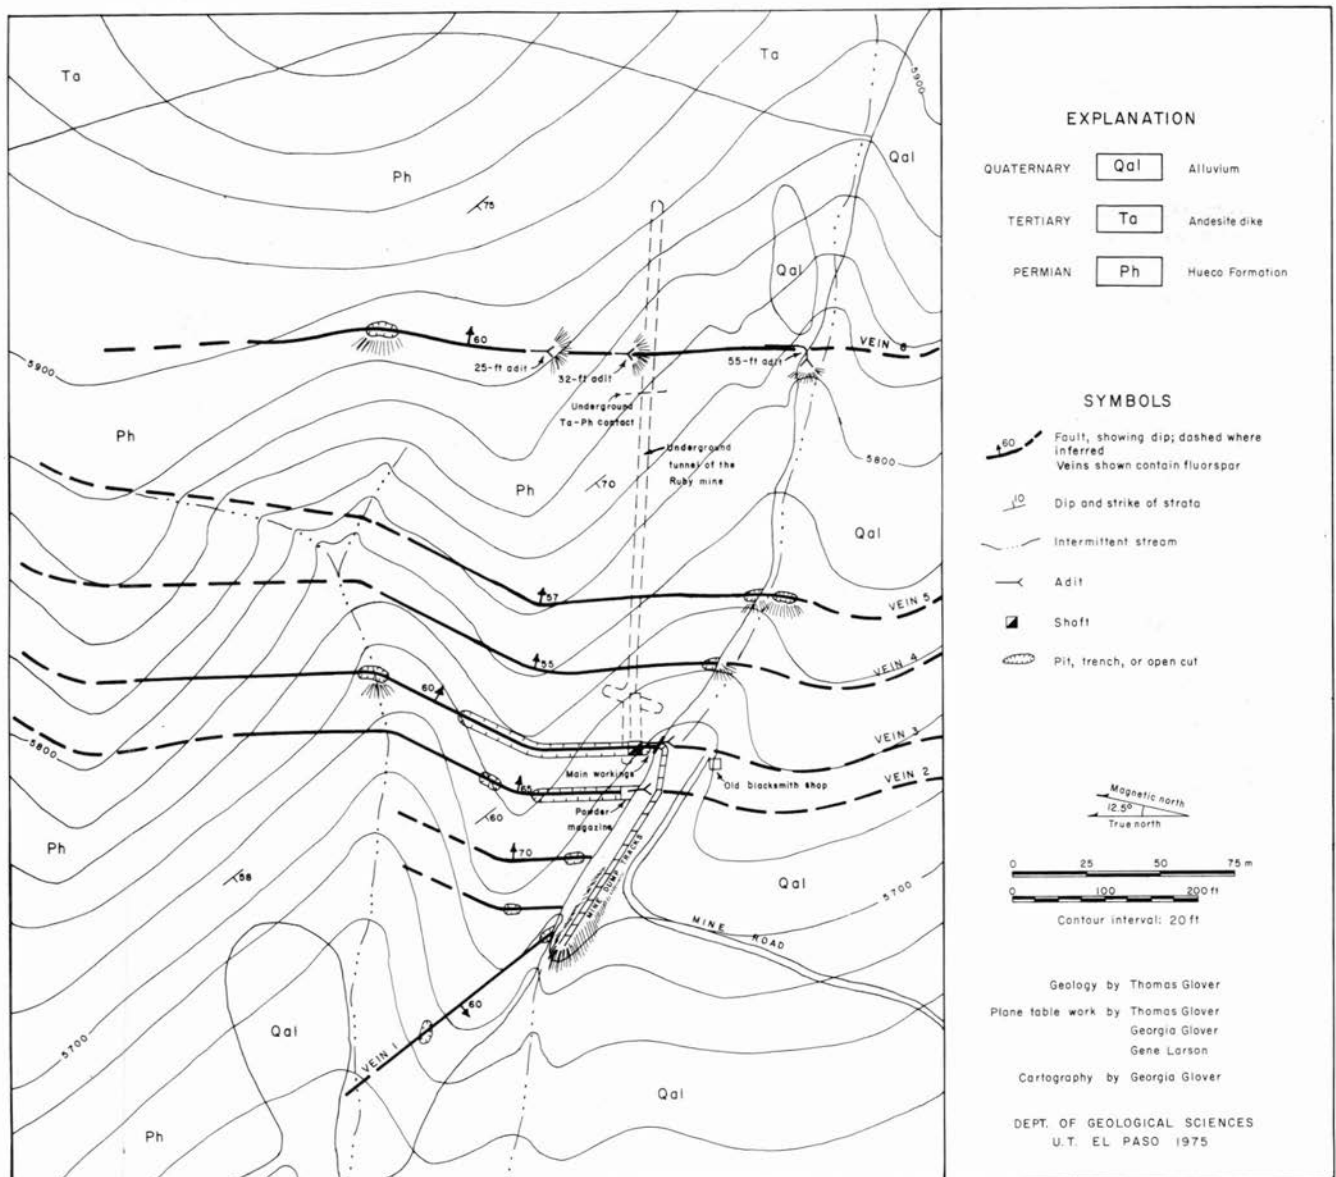 Ta
Ta
5900
Qal
Ph
75
Qal
VEIN 6
60
25-ft adit
32-ft adit
55-ft adit
5900
Underground
Ta-Ph contact
Ph
Underground
tunnel of the
Ruby mine
5800
Ph
70
Qal
57
VEIN 5
55
VEIN 4
60
5800
VEIN 3
Main workings
VEIN 2
65
Old blacksmith shop
Powder
magazine
60
Ph
70
MINE DUMP TRACKS
58
Qal
5700
MINE ROAD
60
Qal
5700
VEIN 1
Qal
Ph
EXPLANATION
QUATERNARY Qal Alluvium
TERTIARY Ta Andesite dike
PERMIAN Ph Hueco Formation
SYMBOLS
60 Fault, showing dip; dashed where
inferred
Veins shown contain fluorspar
10 Dip and strike of strata
Intermittent stream
Adit
Shaft
Pit, trench, or open cut
Magnetic north
12.5°
True north
0 25 50 75 m
0 100 200 ft
Contour interval: 20 ft
Geology by Thomas Glover
Plane table work by Thomas Glover
Georgia Glover
Gene Larson
Cartography by Georgia Glover
DEPT. OF GEOLOGICAL SCIENCES
U.T. EL PASO 1975